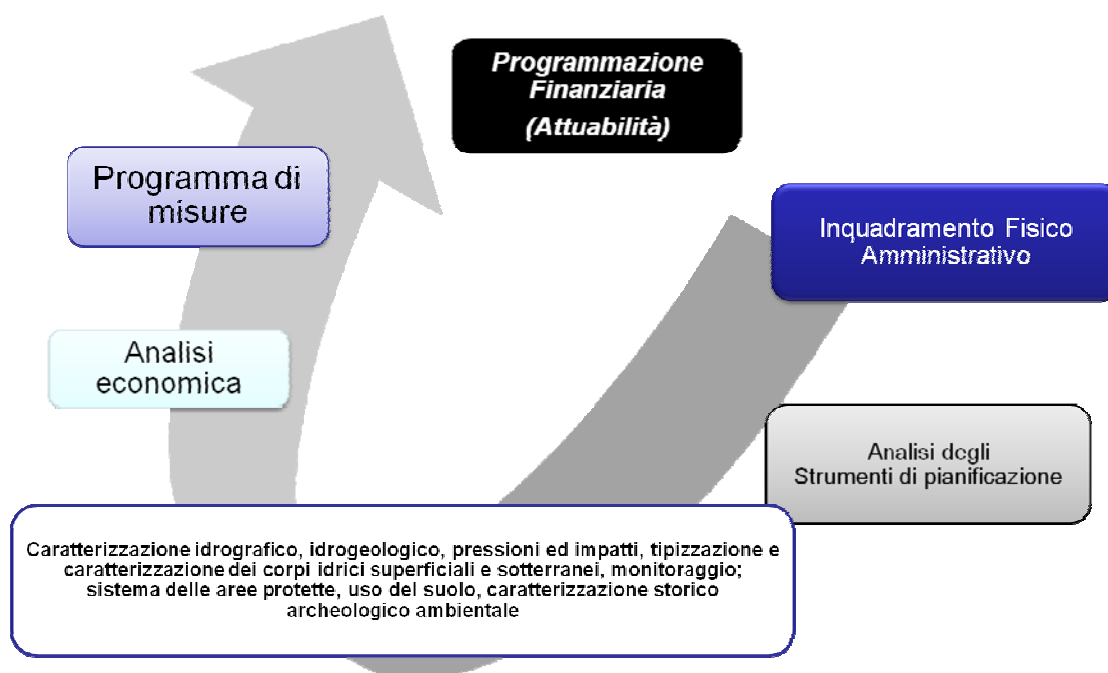 Programmazione
Finanziaria
(Attuabilità)
Programma di
misure
Inquadramento Fisico
Amministrativo
Analisi
economica
Analisi degli
Strumenti di pianificazione
Caratterizzazione idrografico, idrogeologico, pressioni ed impatti, tipizzazione e
caratterizzazione dei corpi idrici superficiali e sotterranei, monitoraggio;
sistema delle aree protette, uso del suolo, caratterizzazione storico
archeologico ambientale